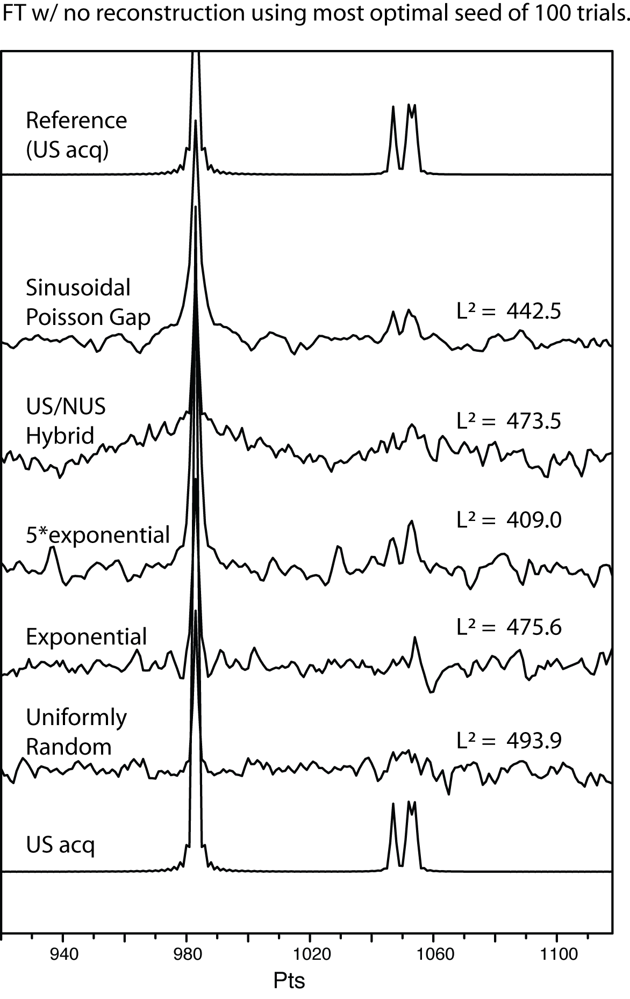 FT w/ no reconstruction using most optimal seed of 100 trials.
Reference
(US acq)
Sinusoidal
Poisson Gap
L² = 442.5
US/NUS
Hybrid
L² = 473.5
5*exponential
L² = 409.0
Exponential
L² = 475.6
Uniformly
Random
L² = 493.9
US acq
940 980 1020 1060 1100
Pts